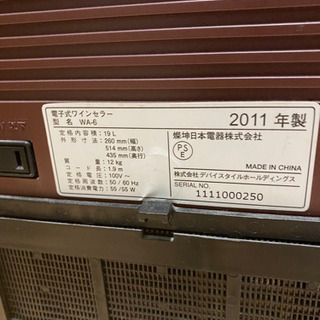 電子式ワインセラー
型 名 WA-6
定格内容積：19 L
外 形 寸 法：260 mm(幅)
514 mm(高さ)
435 mm(奥行)
質 量：12 kg
コ ー ド 長：1.9 m
定 格 電 圧：100V～
定格周波数：50 / 60 Hz
定格消費電力：55/55 W
2011 年製
PSE
燦坤日本電器株式会社
MADE IN CHINA
株式会社デバイスタイルホールディングス
SERIAL NO.
1111000250